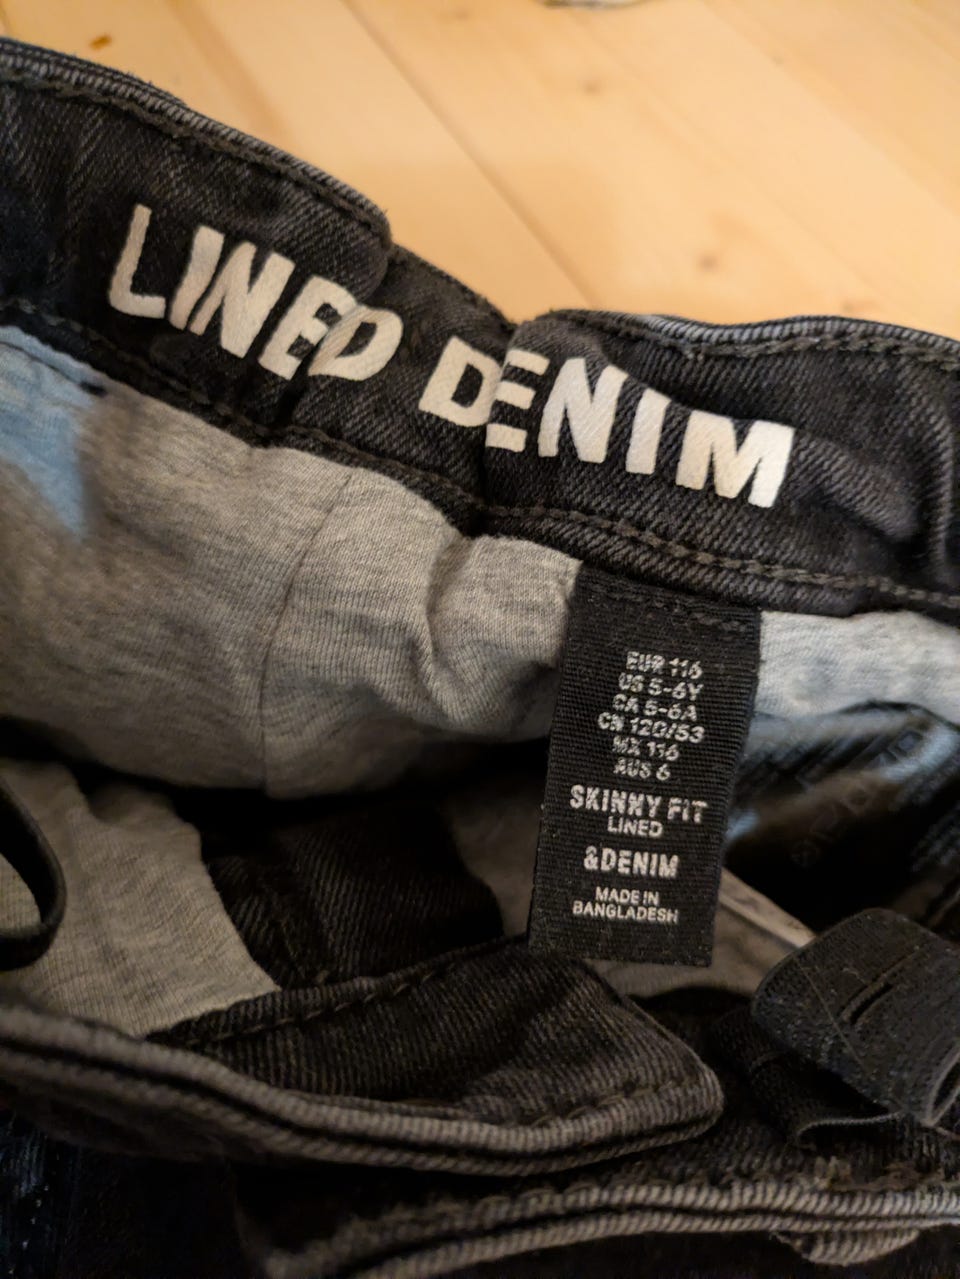 LINED DENIM
EUR 116
US 5-6Y
CA 5-6A
CN 120/53
MX 116
AUS 6
SKINNY FIT
LINED
&DENIM
MADE IN
BANGLADESH